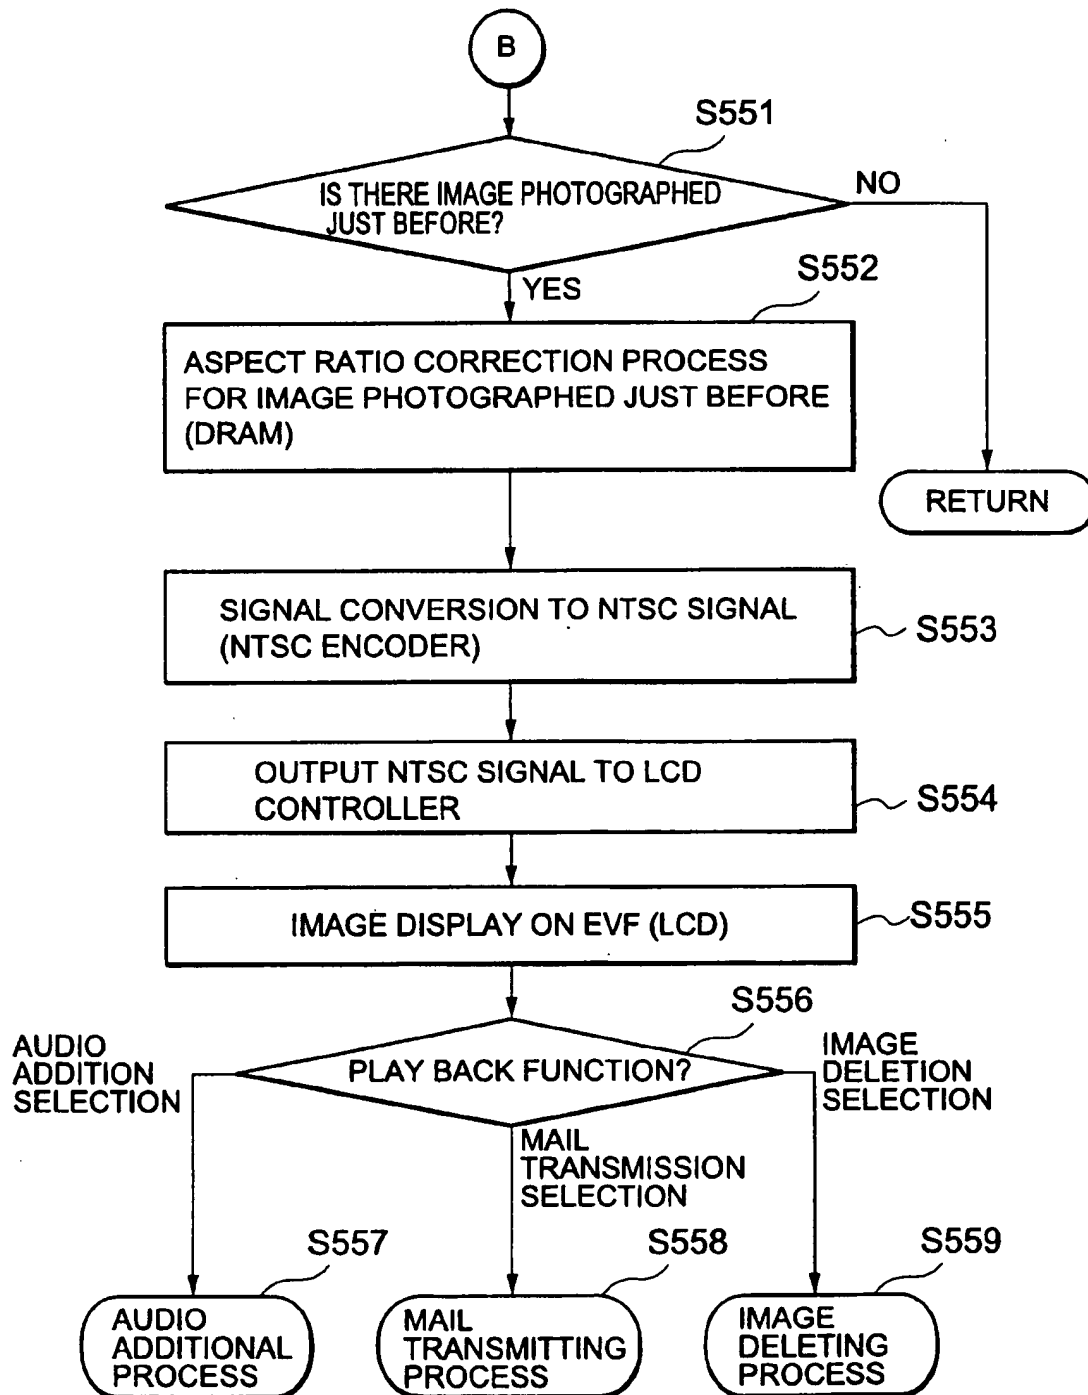 B
S551
IS THERE IMAGE PHOTOGRAPHED
JUST BEFORE?
NO
YES
S552
ASPECT RATIO CORRECTION PROCESS
FOR IMAGE PHOTOGRAPHED JUST BEFORE
(DRAM)
RETURN
SIGNAL CONVERSION TO NTSC SIGNAL
(NTSC ENCODER)
S553
OUTPUT NTSC SIGNAL TO LCD
CONTROLLER
S554
IMAGE DISPLAY ON EVF (LCD)
S555
S556
PLAY BACK FUNCTION?
AUDIO
ADDITION
SELECTION
IMAGE
DELETION
SELECTION
MAIL
TRANSMISSION
SELECTION
S557
AUDIO
ADDITIONAL
PROCESS
S558
MAIL
TRANSMITTING
PROCESS
S559
IMAGE
DELETING
PROCESS